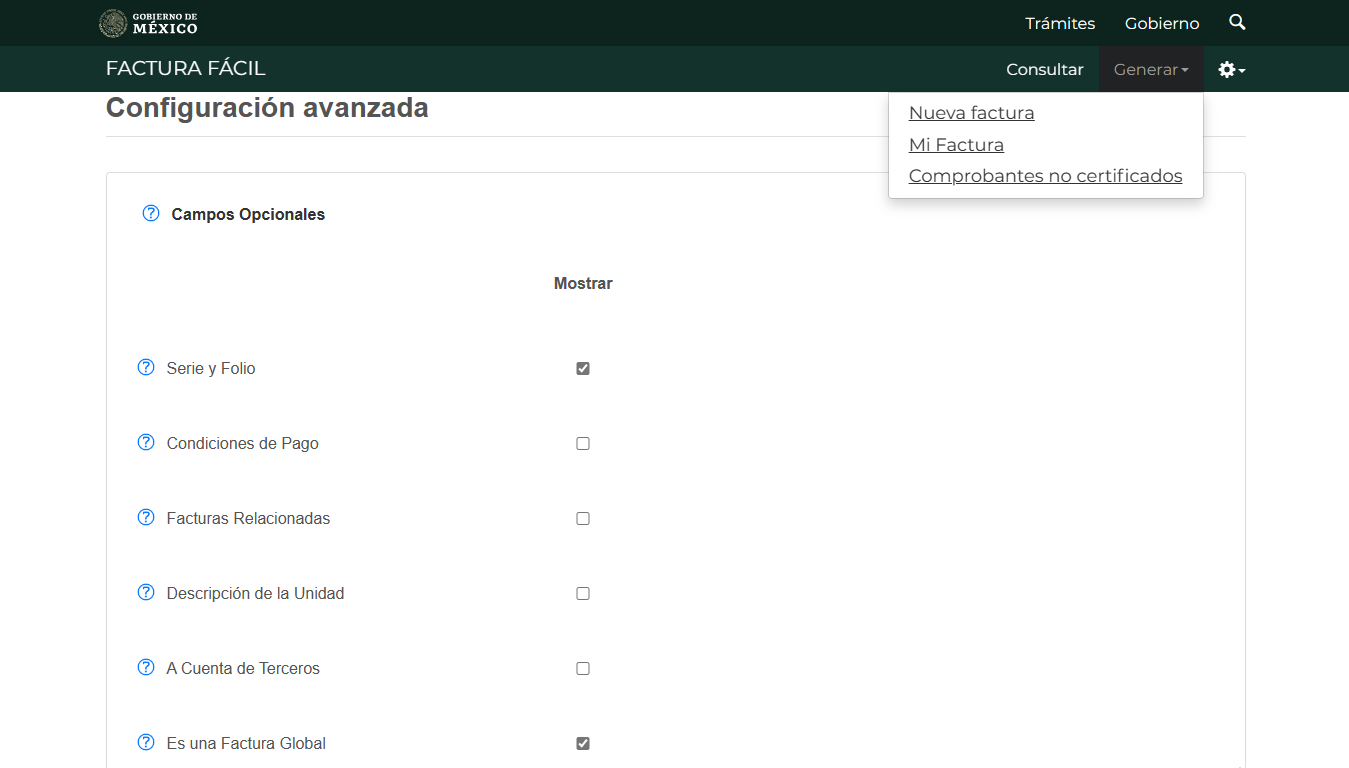 GOBIERNO DE
MÉXICO
Trámites
Gobierno
FACTURA FÁCIL
Consultar
Generar
Nueva factura
Mi Factura
Comprobantes no certificados
Configuración avanzada
? Campos Opcionales
Mostrar
? Serie y Folio
? Condiciones de Pago
? Facturas Relacionadas
? Descripción de la Unidad
? A Cuenta de Terceros
? Es una Factura Global